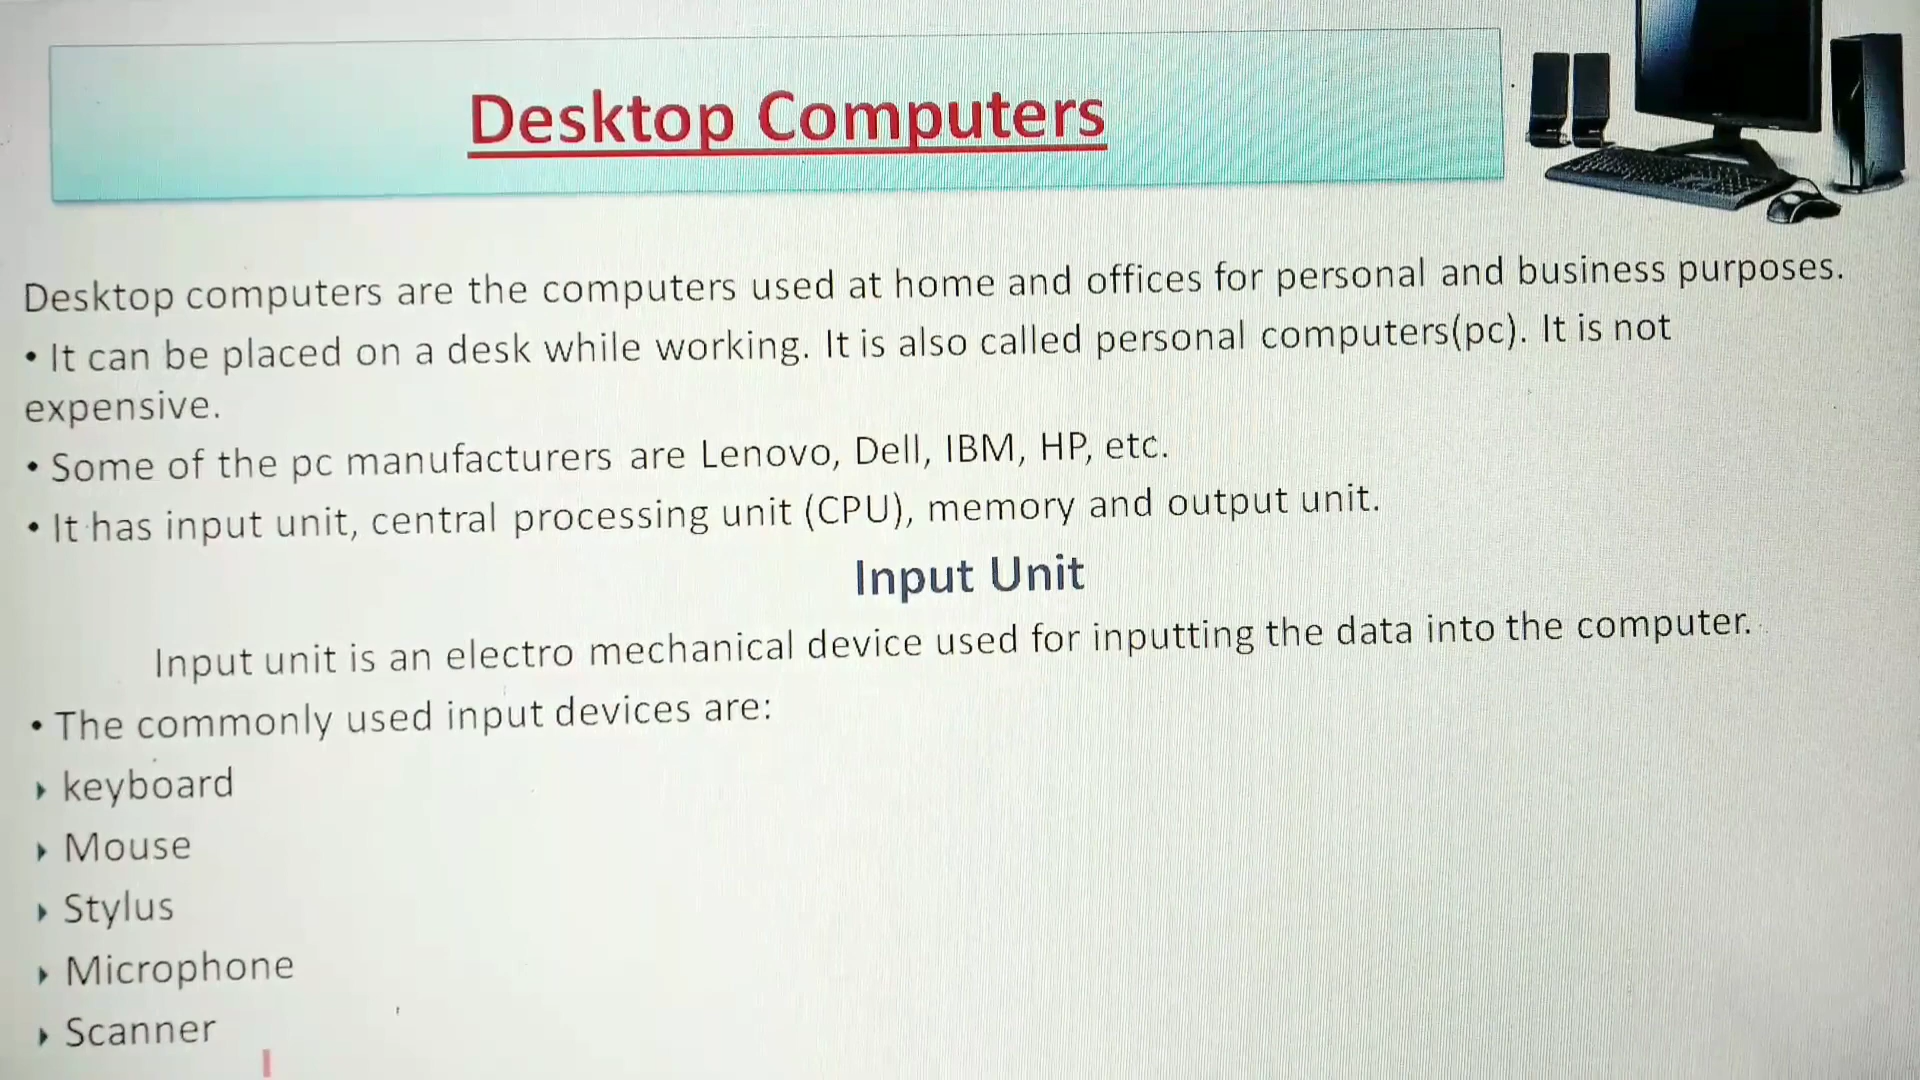 Desktop Computers
Desktop computers are the computers used at home and offices for personal and business purposes.
• It can be placed on a desk while working. It is also called personal computers(pc). It is not
expensive.
• Some of the pc manufacturers are Lenovo, Dell, IBM, HP, etc.
• It has input unit, central processing unit (CPU), memory and output unit.
Input Unit
Input unit is an electro mechanical device used for inputting the data into the computer.
• The commonly used input devices are:
keyboard
Mouse
Stylus
Microphone
Scanner